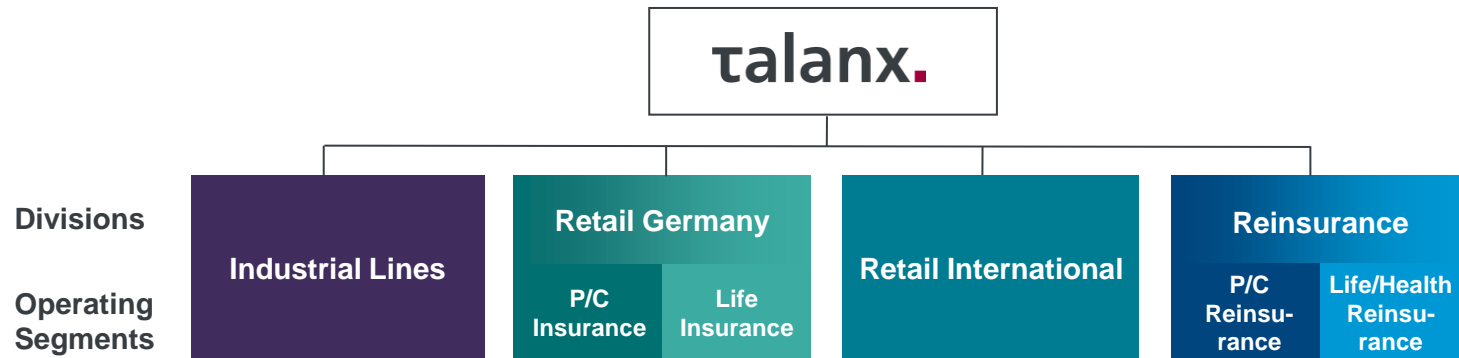 τalanx.
Divisions
Operating
Segments
Industrial Lines
Retail Germany
P/C
Insurance
Life
Insurance
Retail International
Reinsurance
P/C
Reinsu-
rance
Life/Health
Reinsu-
rance